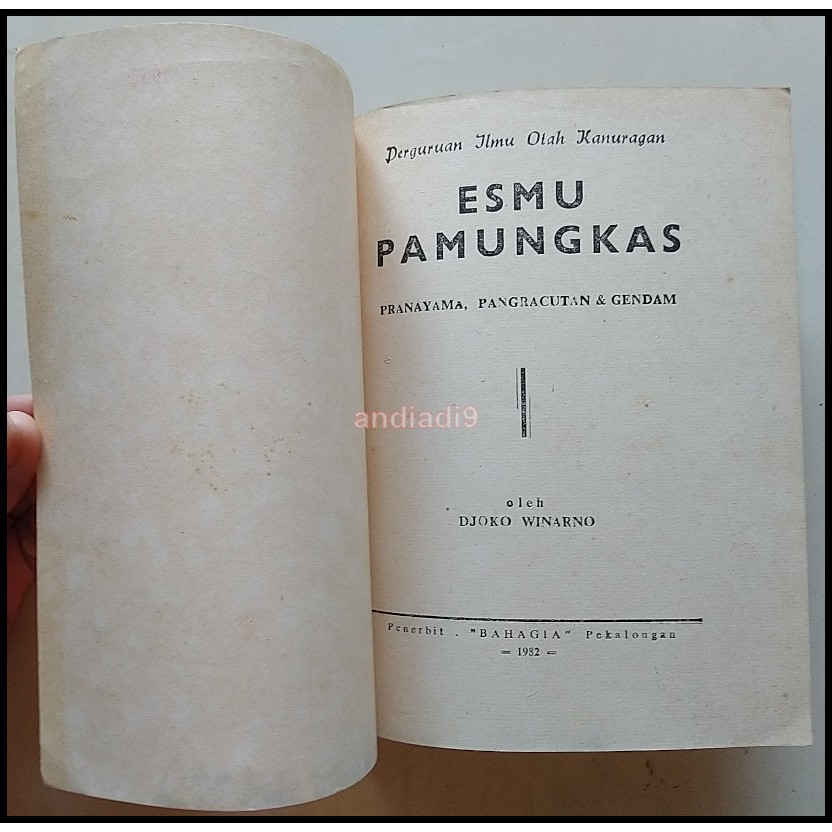 Perguruan Ilmu Olah Kanuragan
ESMU
PAMUNGKAS
PRANAYAMA, PANGRACUTAN & GENDAM
andiadi9
oleh
DJOKO WINARNO
Penerbit . "BAHAGIA" Pekalongan
= 1982 =